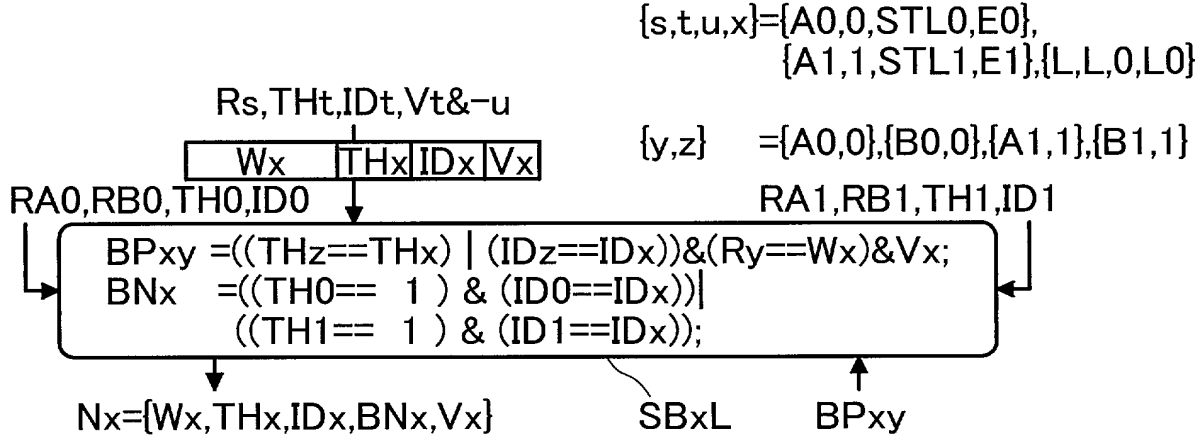 {s,t,u,x}={A0,0,STL0,E0},
{A1,1,STL1,E1},{L,L,0,L0}
Rs,THt,IDt,Vt&-u
{y,z} ={A0,0},{B0,0},{A1,1},{B1,1}
Wx THx IDx Vx
RA0,RB0,TH0,ID0
RA1,RB1,TH1,ID1
BPxy =((THz==THx) | (IDz==IDx))&(Ry==Wx)&Vx;
BNx =((TH0== 1 ) & (ID0==IDx))|
((TH1== 1 ) & (ID1==IDx));
Nx={Wx,THx,IDx,BNx,Vx}
SBxL
BPxy